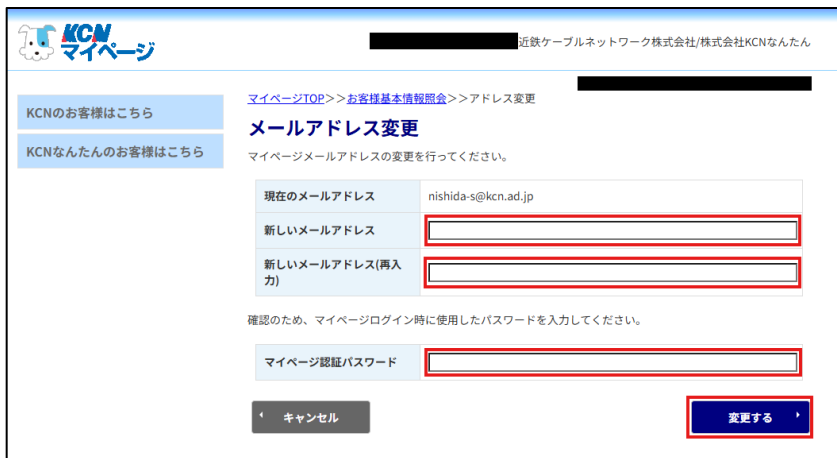 KCN
マイページ
近鉄ケーブルネットワーク株式会社/株式会社KCNなんたん
KCNのお客様はこちら
KCNなんたんのお客様はこちら
マイページTOP>>お客様基本情報照会>>アドレス変更
メールアドレス変更
マイページメールアドレスの変更を行ってください。
現在のメールアドレス nishida-s@kcn.ad.jp
新しいメールアドレス
新しいメールアドレス(再入
力)
確認のため、マイページログイン時に使用したパスワードを入力してください。
マイページ認証パスワード
キャンセル
変更する